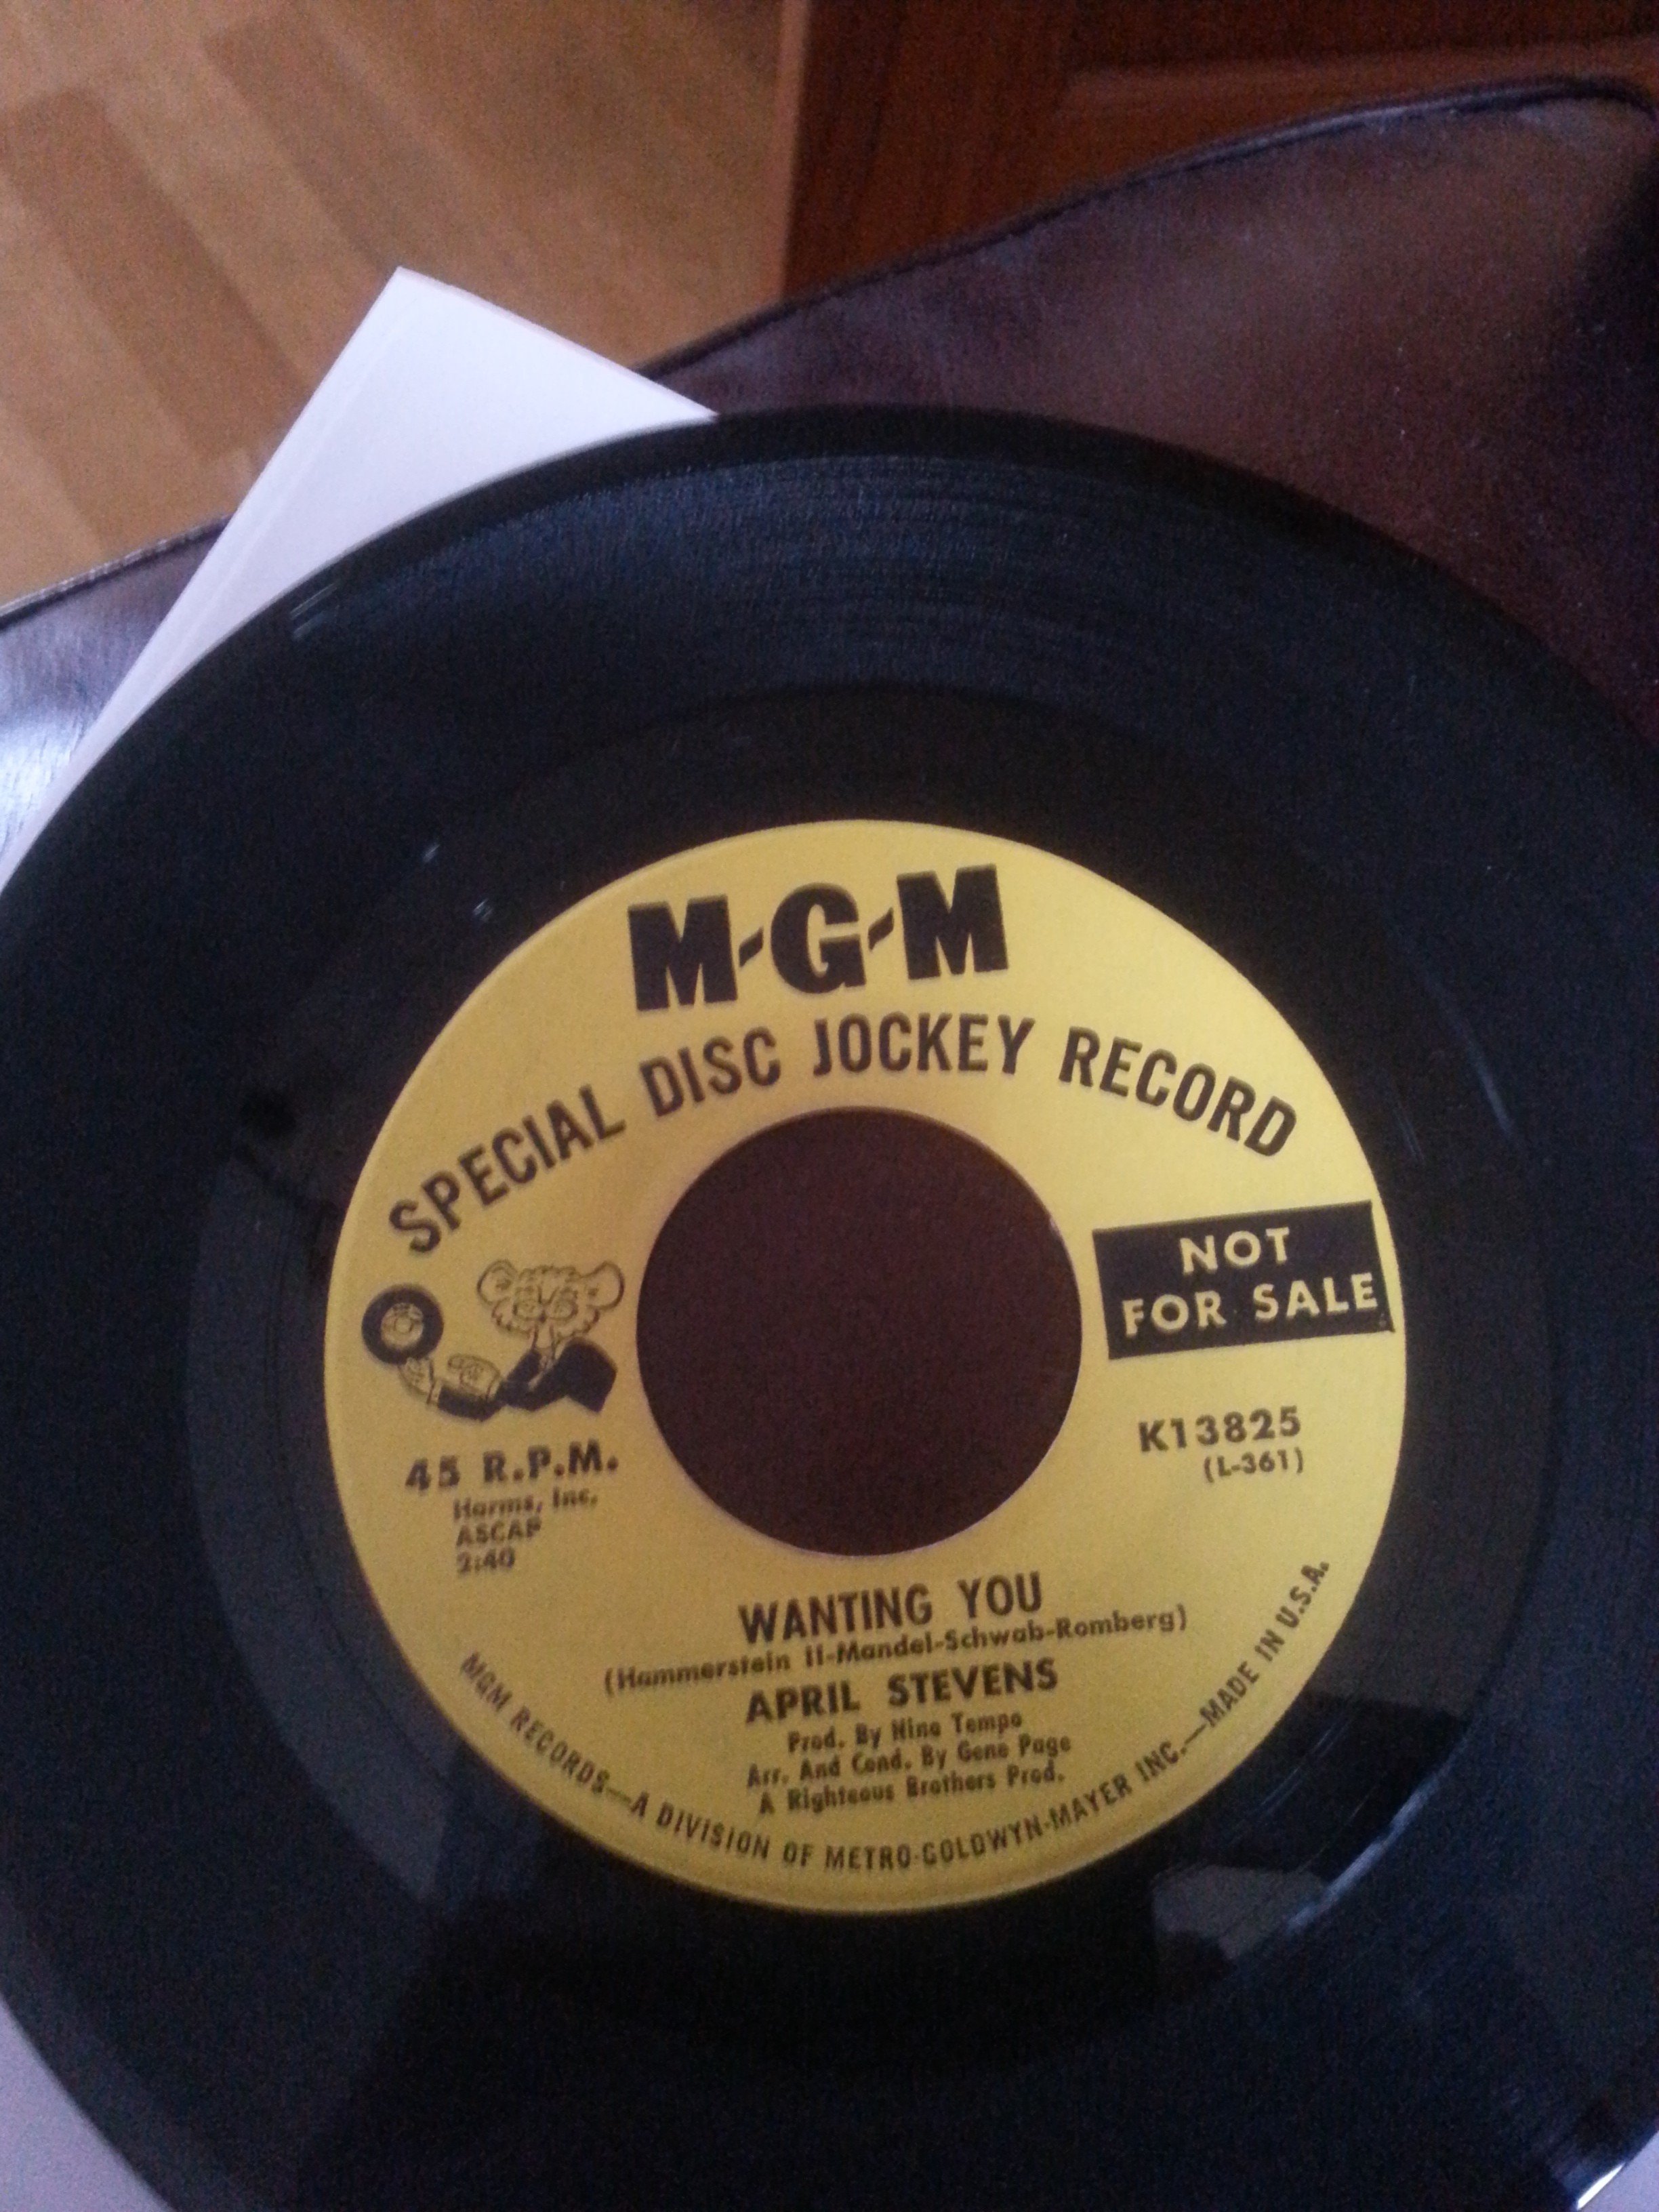 M-G-M
SPECIAL DISC JOCKEY RECORD
NOT
FOR SALE
K13825
(L-361)
45 R.P.M.
Harms, Inc.
ASCAP
2:40
WANTING YOU
(Hammerstein II-Mandel-Schwab-Romberg)
APRIL STEVENS
Prod. By Nino Tempo
Arr. And Cond. By Gene Page
A Righteous Brothers Prod.
MGM RECORDS—A DIVISION OF METRO-GOLDWYN-MAYER INC.—MADE IN U.S.A.